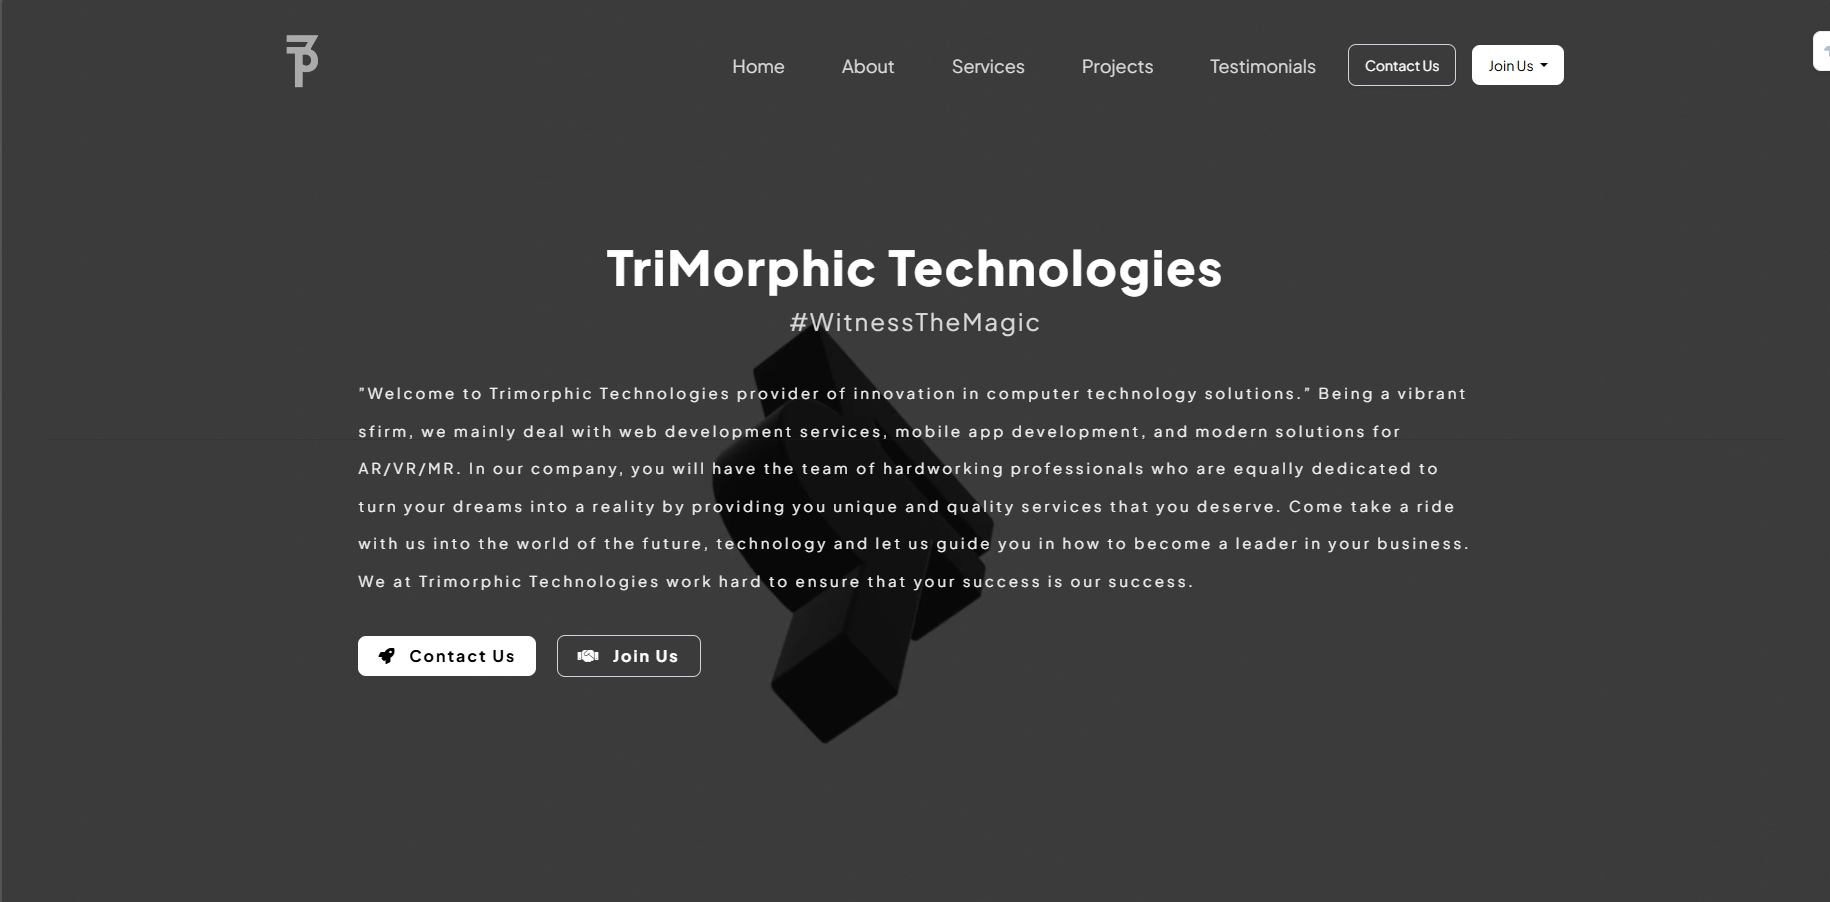 Home About Services Projects Testimonials Contact Us Join Us
TriMorphic Technologies
#WitnessTheMagic
”Welcome to Trimorphic Technologies provider of innovation in computer technology solutions.” Being a vibrant
sfirm, we mainly deal with web development services, mobile app development, and modern solutions for
AR/VR/MR. In our company, you will have the team of hardworking professionals who are equally dedicated to
turn your dreams into a reality by providing you unique and quality services that you deserve. Come take a ride
with us into the world of the future, technology and let us guide you in how to become a leader in your business.
We at Trimorphic Technologies work hard to ensure that your success is our success.
Contact Us Join Us